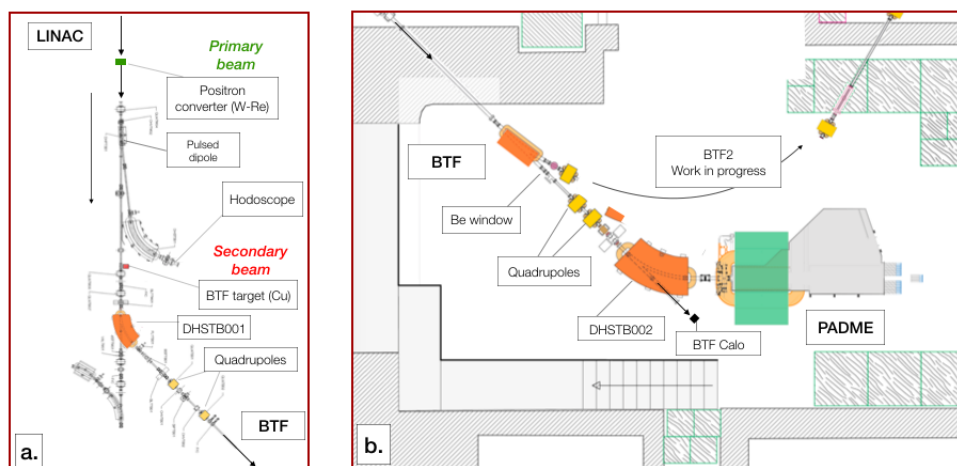 LINAC
Primary
beam
Positron
converter (W-Re)
Pulsed
dipole
Hodoscope
Secondary
beam
BTF target (Cu)
DHSTB001
Quadrupoles
BTF
a.
BTF
BTF2
Work in progress
Be window
Quadrupoles
DHSTB002
BTF Calo
PADME
b.